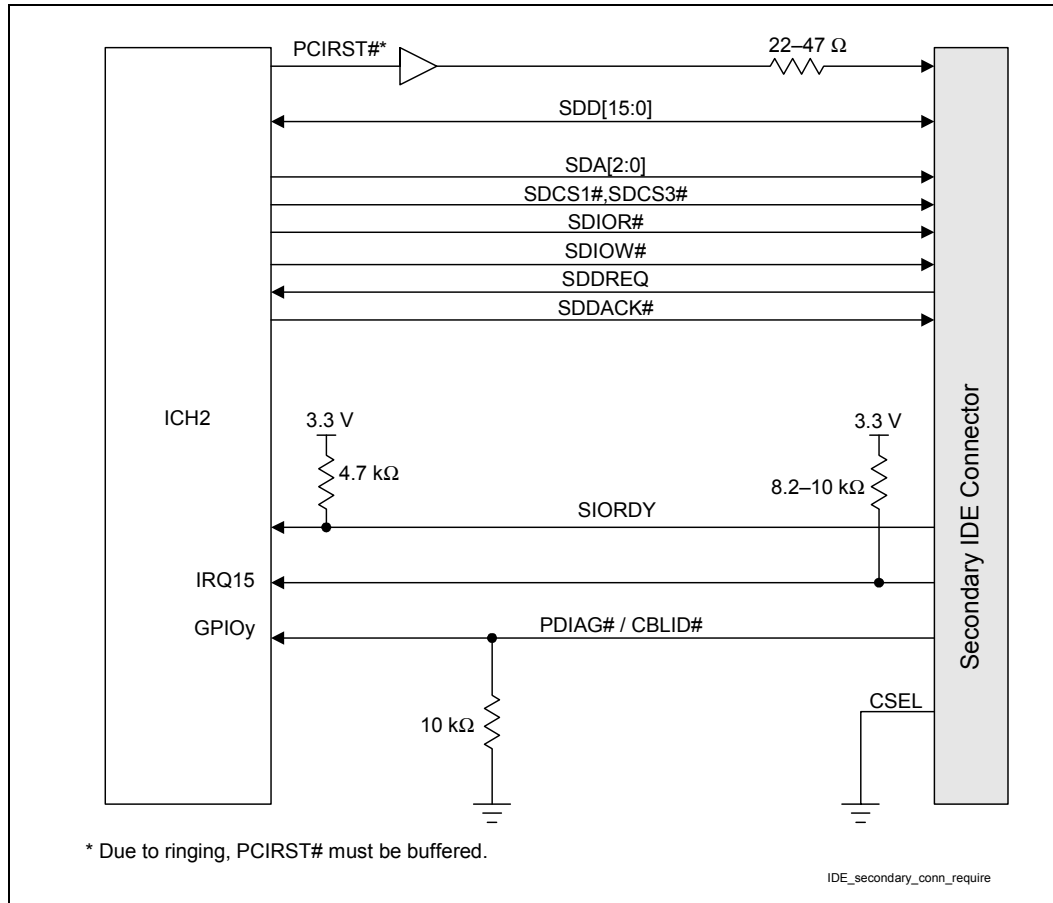 PCIRST#*
22–47 Ω
SDD[15:0]
SDA[2:0]
SDCS1#,SDCS3#
SDIOR#
SDIOW#
SDDREQ
SDDACK#
ICH2
3.3 V
3.3 V
4.7 kΩ
8.2–10 kΩ
SIORDY
IRQ15
GPIOy
PDIAG# / CBLID#
CSEL
10 kΩ
Secondary IDE Connector
* Due to ringing, PCIRST# must be buffered.
IDE_secondary_conn_require